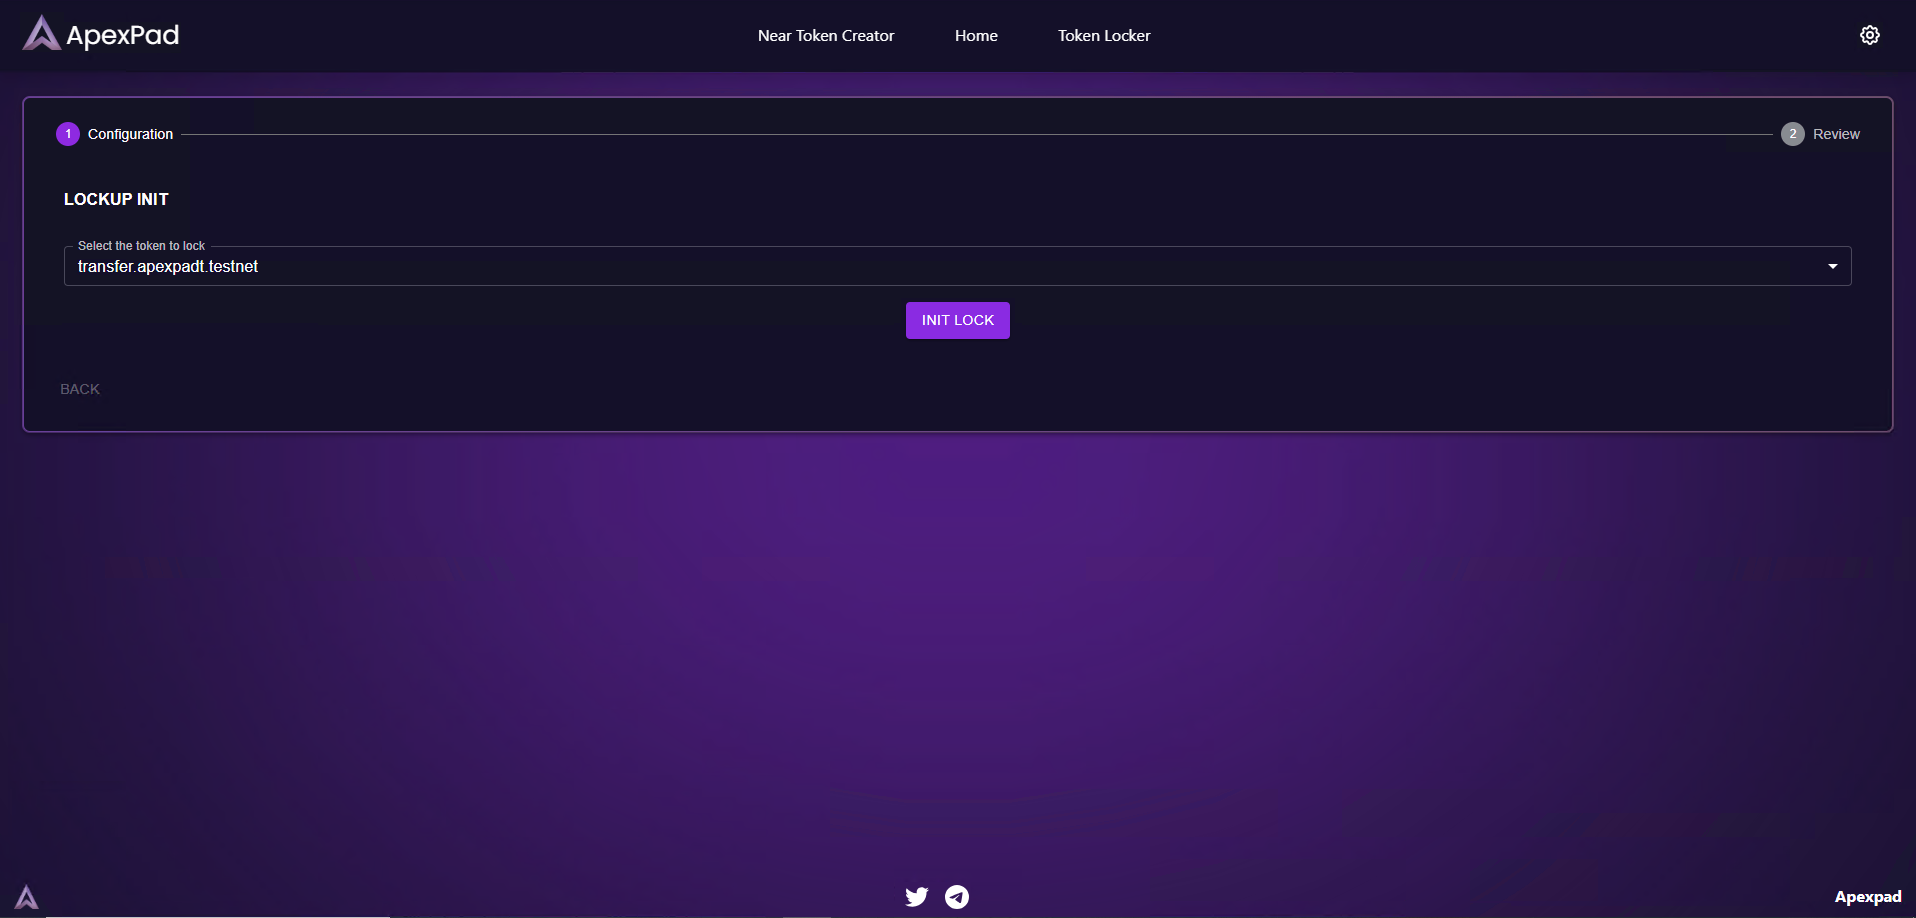 ApexPad
Near Token Creator
Home
Token Locker
1 Configuration
2 Review
LOCKUP INIT
Select the token to lock
transfer.apexpadt.testnet
INIT LOCK
BACK
Apexpad